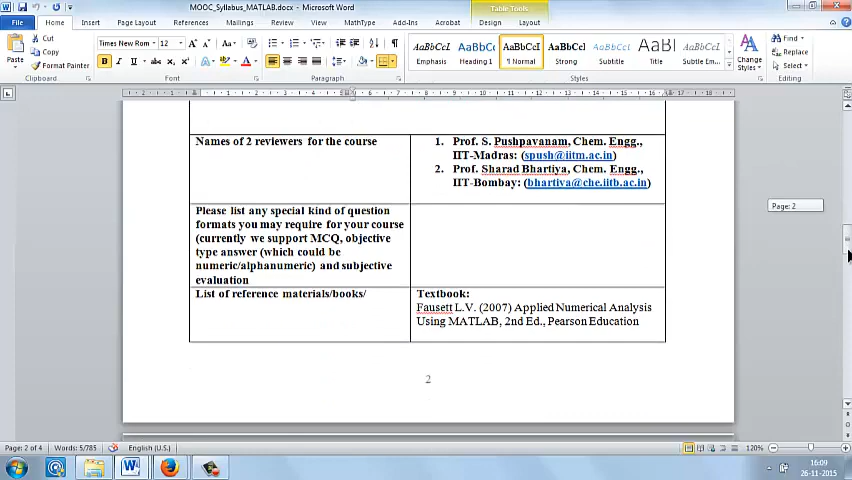 MOOC_Syllabus_MATLAB.docx - Microsoft Word
Table Tools
File Home Insert Page Layout References Mailings Review View MathType Add-Ins Acrobat Design Layout
Cut
Copy
Format Painter
Paste
Clipboard
Times New Rom 12
Font
Paragraph
AaBbCcI AaBbC AaBbCcI AaBbCcI AaBbCcI AaBl AaBbCcL
Emphasis Heading 1 ¶ Normal Strong Subtitle Title Subtle Em...
Change Styles
Styles
Find
Replace
Select
Editing
Names of 2 reviewers for the course
1. Prof. S. Pushpavanam, Chem. Engg.,
IIT-Madras: (spush@iitm.ac.in)
2. Prof. Sharad Bhartiya, Chem. Engg.,
IIT-Bombay: (bhartiya@che.iitb.ac.in)
Page: 2
Please list any special kind of question
formats you may require for your course
(currently we support MCQ, objective
type answer (which could be
numeric/alphanumeric) and subjective
evaluation
List of reference materials/books/
Textbook:
Fausett L.V. (2007) Applied Numerical Analysis
Using MATLAB, 2nd Ed., Pearson Education
2
Page: 2 of 4 Words: 5/785 English (U.S.) 120%
16:09
26-11-2015